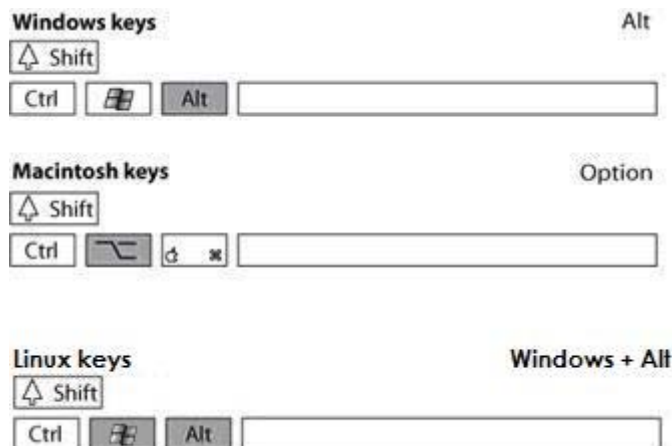 Windows keys Alt
Shift
Ctrl Alt
Macintosh keys Option
Shift
Ctrl ⌥ ⌘
Linux keys Windows + Alt
Shift
Ctrl Alt